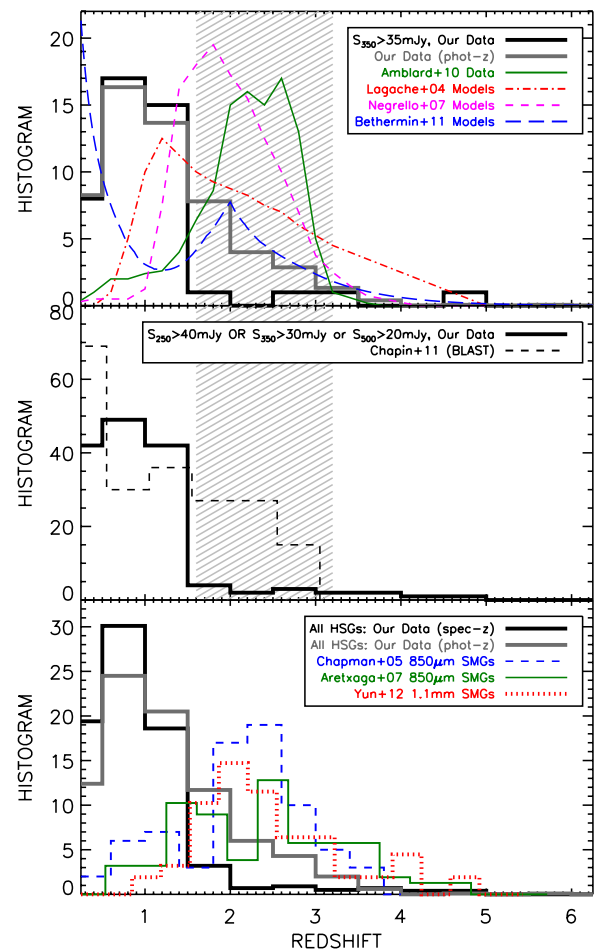 20
15
10
5
0
HISTOGRAM
S350>35mJy, Our Data
Our Data (phot-z)
Amblard+10 Data
Lagache+04 Models
Negrello+07 Models
Bethermin+11 Models
80
60
40
20
0
HISTOGRAM
S250>40mJy OR S350>30mJy or S500>20mJy, Our Data
Chapin+11 (BLAST)
30
25
20
15
10
5
0
HISTOGRAM
All HSGs: Our Data (spec-z)
All HSGs: Our Data (phot-z)
Chapman+05 850μm SMGs
Aretxaga+07 850μm SMGs
Yun+12 1.1mm SMGs
1 2 3 4 5 6
REDSHIFT